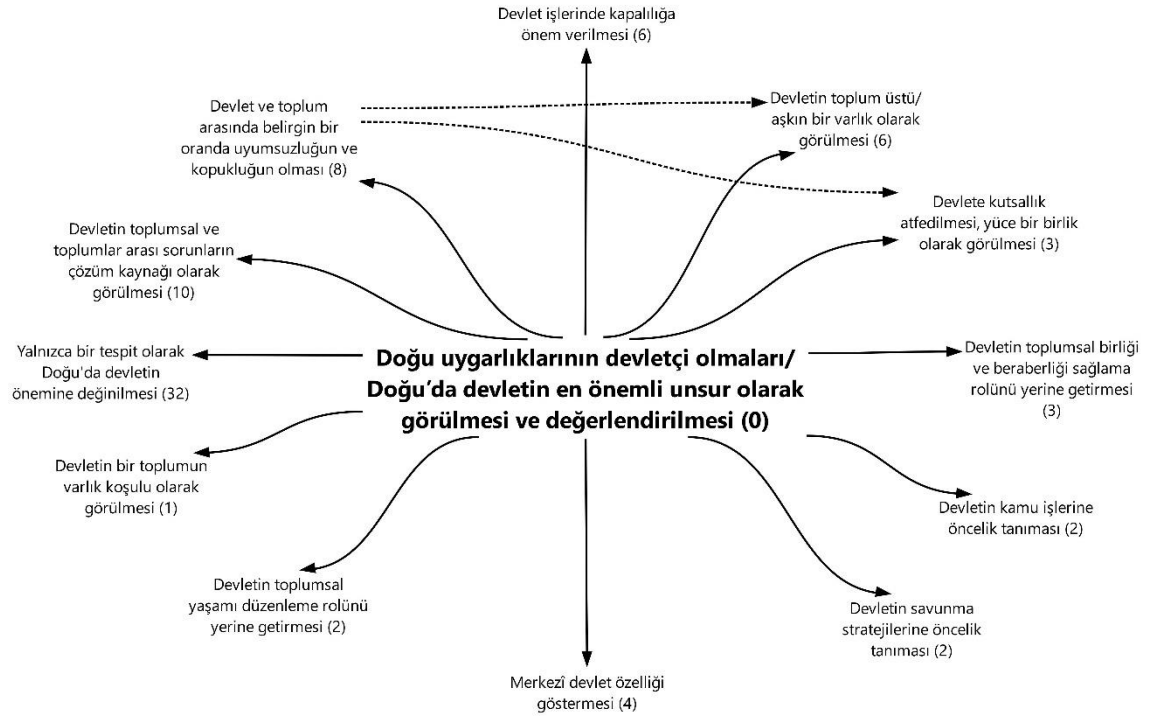 Devlet işlerinde kapalılığa
önem verilmesi (6)
Devlet ve toplum
arasında belirgin bir
oranda uyumsuzluğun ve
kopukluğun olması (8)
Devletin toplum üstü/
aşkın bir varlık olarak
görülmesi (6)
Devlete kutsallık
atfedilmesi, yüce bir birlik
olarak görülmesi (3)
Devletin toplumsal ve
toplumlar arası sorunların
çözüm kaynağı olarak
görülmesi (10)
Yalnızca bir tespit olarak
Doğu'da devletin
önemine değinilmesi (32)
Doğu uygarlıklarının devletçi olmaları/
Doğu’da devletin en önemli unsur olarak
görülmesi ve değerlendirilmesi (0)
Devletin toplumsal birliği
ve beraberliği sağlama
rolünü yerine getirmesi
(3)
Devletin bir toplumun
varlık koşulu olarak
görülmesi (1)
Devletin kamu işlerine
öncelik tanıması (2)
Devletin toplumsal
yaşamı düzenleme rolünü
yerine getirmesi (2)
Devletin savunma
stratejilerine öncelik
tanıması (2)
Merkezî devlet özelliği
göstermesi (4)